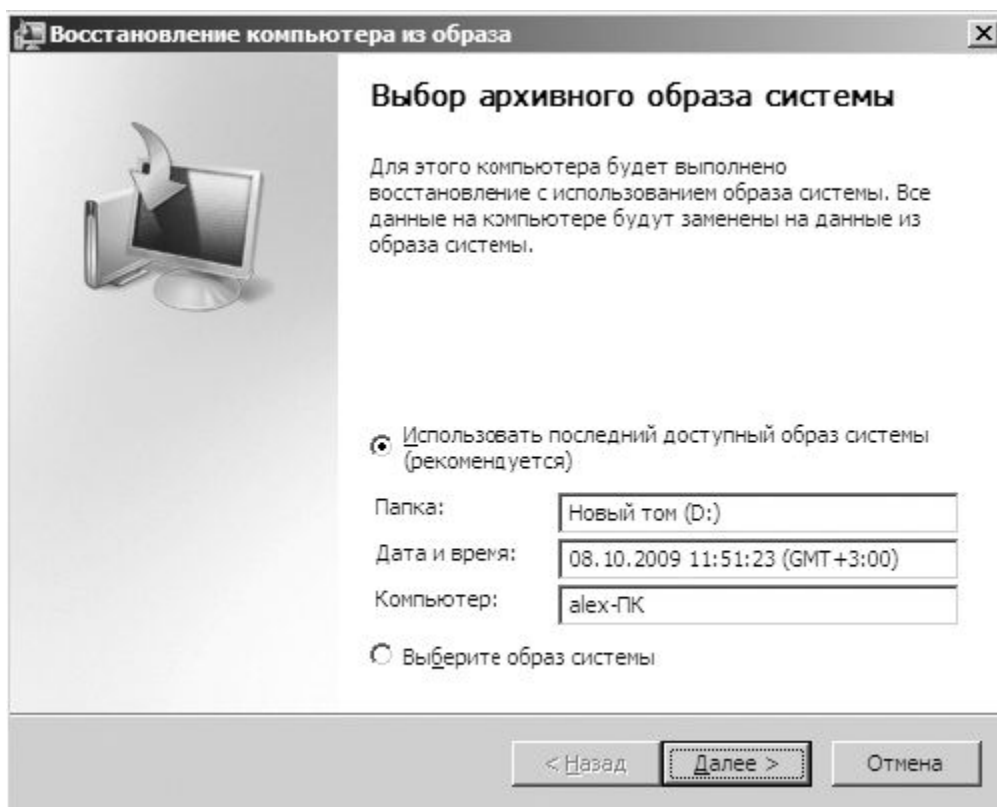 Восстановление компьютера из образа
Выбор архивного образа системы
Для этого компьютера будет выполнено
восстановление с использованием образа системы. Все
данные на компьютере будут заменены на данные из
образа системы.
Использовать последний доступный образ системы
(рекомендуется)
Папка: Новый том (D:)
Дата и время: 08.10.2009 11:51:23 (GMT+3:00)
Компьютер: alex-ПК
Выберите образ системы
< Назад Далее > Отмена